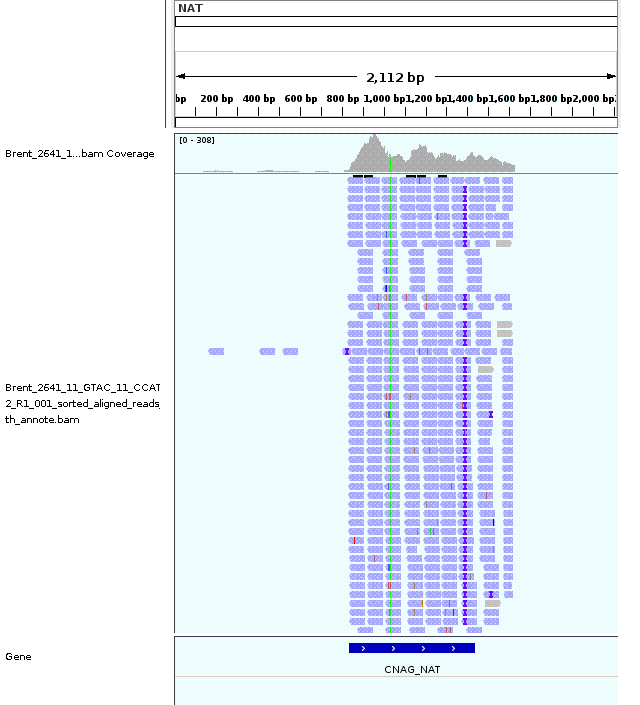 NAT
2,112 bp
bp 200 bp 400 bp 600 bp 800 bp 1,000 bp 1,200 bp 1,400 bp 1,600 bp 1,800 bp 2,000 bp
[0 - 308]
Brent_2641_1...bam Coverage
Brent_2641_11_GTAC_11_CCAT
2_R1_001_sorted_aligned_reads_
th_annote.bam
Gene
CNAG_NAT